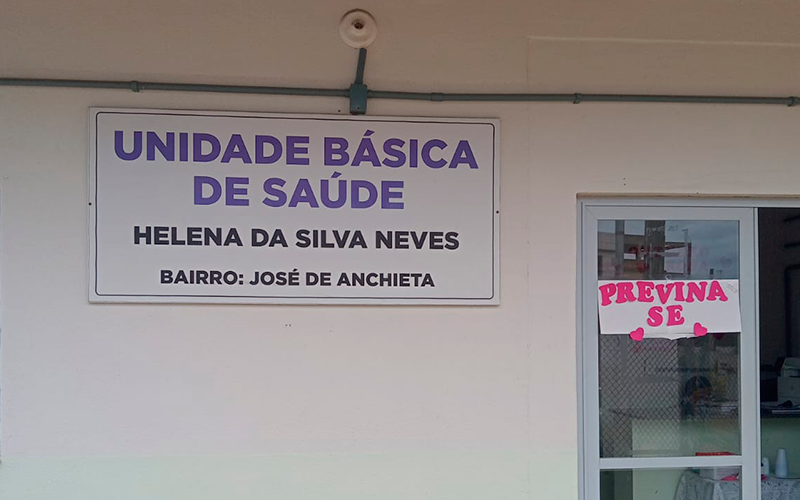 UNIDADE BÁSICA
DE SAÚDE
HELENA DA SILVA NEVES
BAIRRO: JOSÉ DE ANCHIETA
PREVINA
SE